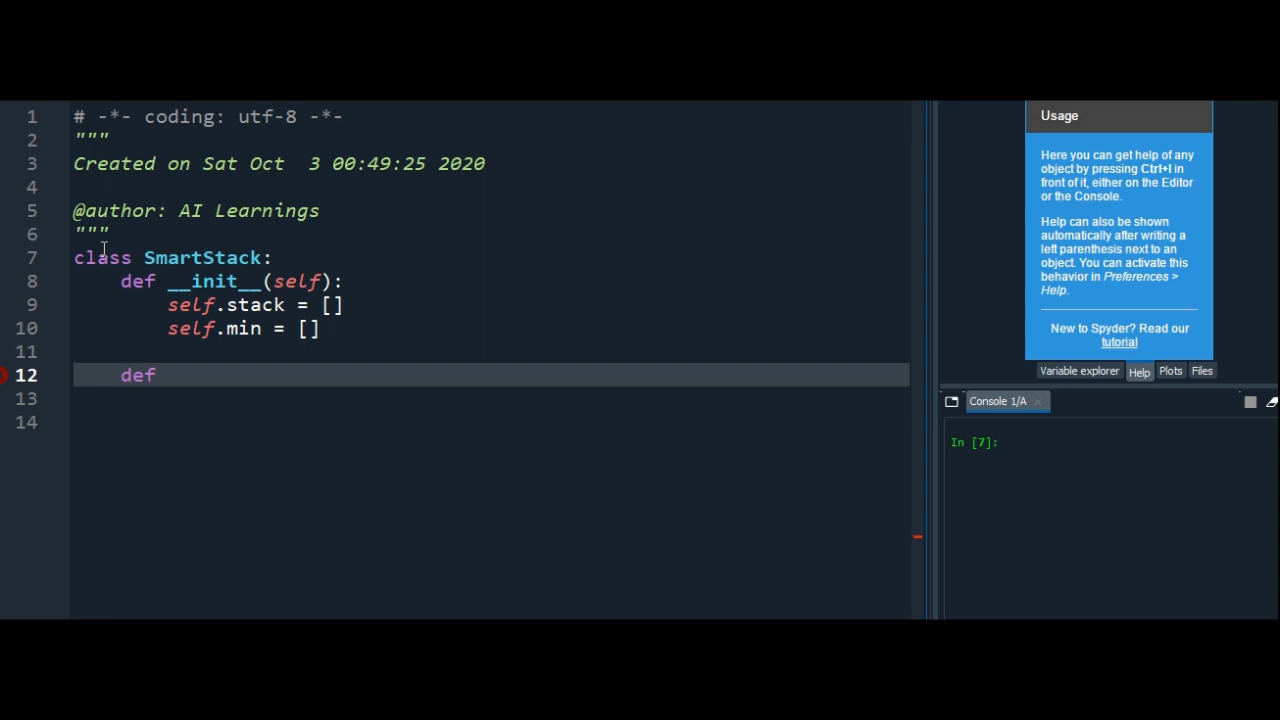 1 # -*- coding: utf-8 -*-
2 """
3 Created on Sat Oct  3 00:49:25 2020
4
5 @author: AI Learnings
6 """
7 class SmartStack:
8     def __init__(self):
9         self.stack = []
10         self.min = []
11
12     def
13
14
Usage
Here you can get help of any
object by pressing Ctrl+I in
front of it, either on the Editor
or the Console.
Help can also be shown
automatically after writing a
left parenthesis next to an
object. You can activate this
behavior in Preferences >
Help.
New to Spyder? Read our
tutorial
Variable explorer Help Plots Files
Console 1/A
In [7]: